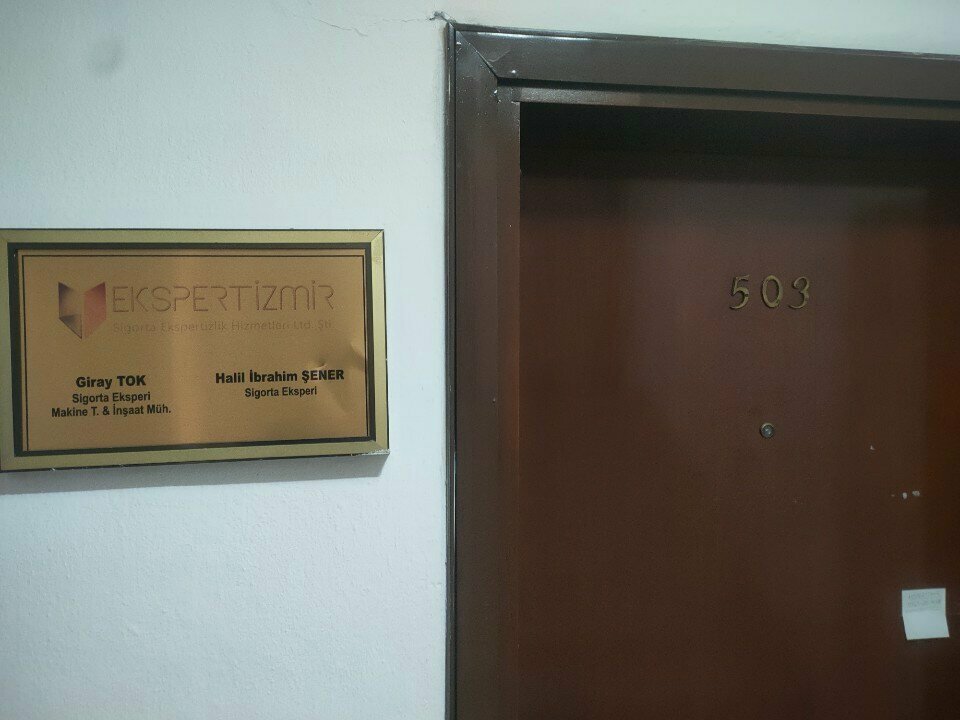 EKSPERTİZMİR
Sigorta Ekspertizlik Hizmetleri Ltd. Şti.
Giray TOK
Sigorta Eksperi
Makine T. & İnşaat Müh.
Halil İbrahim ŞENER
Sigorta Eksperi
503